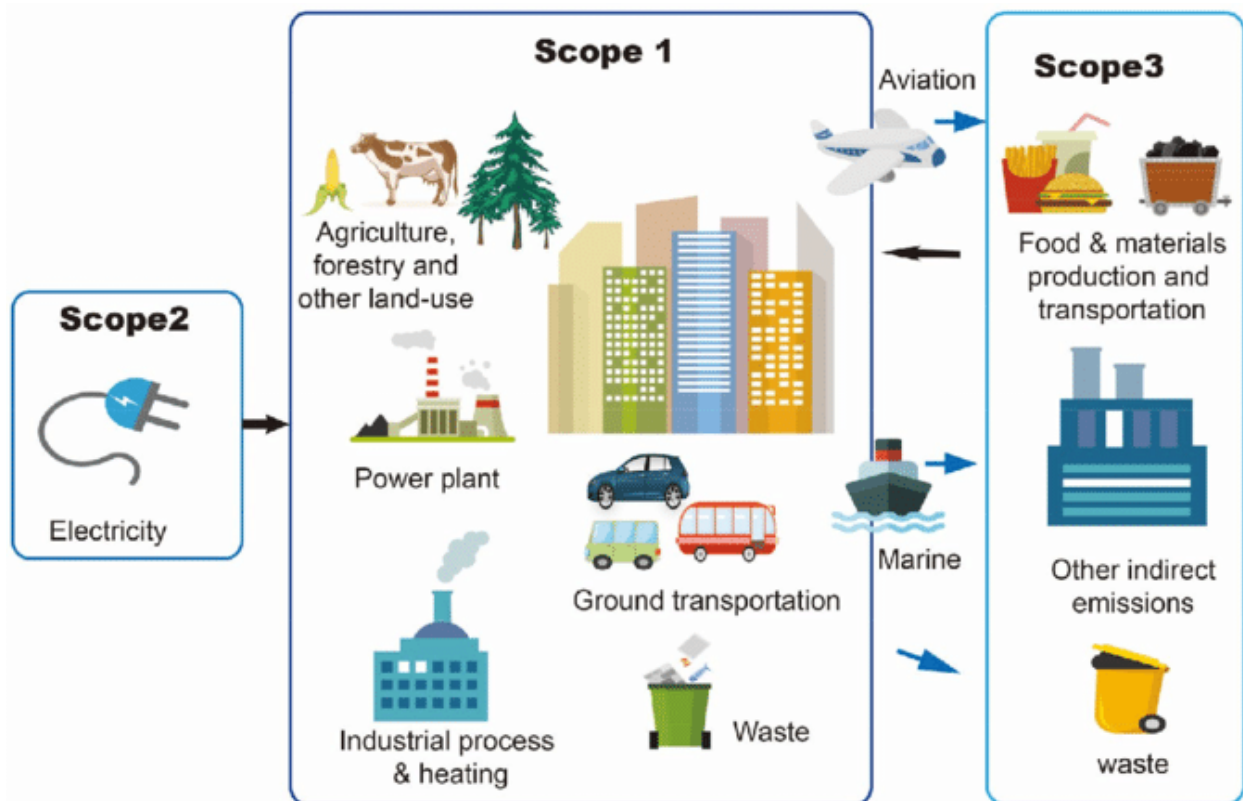 Scope 1
Agriculture,
forestry and
other land-use
Power plant
Industrial process
& heating
Ground transportation
Waste
Scope2
Electricity
Aviation
Marine
Scope3
Food & materials
production and
transportation
Other indirect
emissions
waste